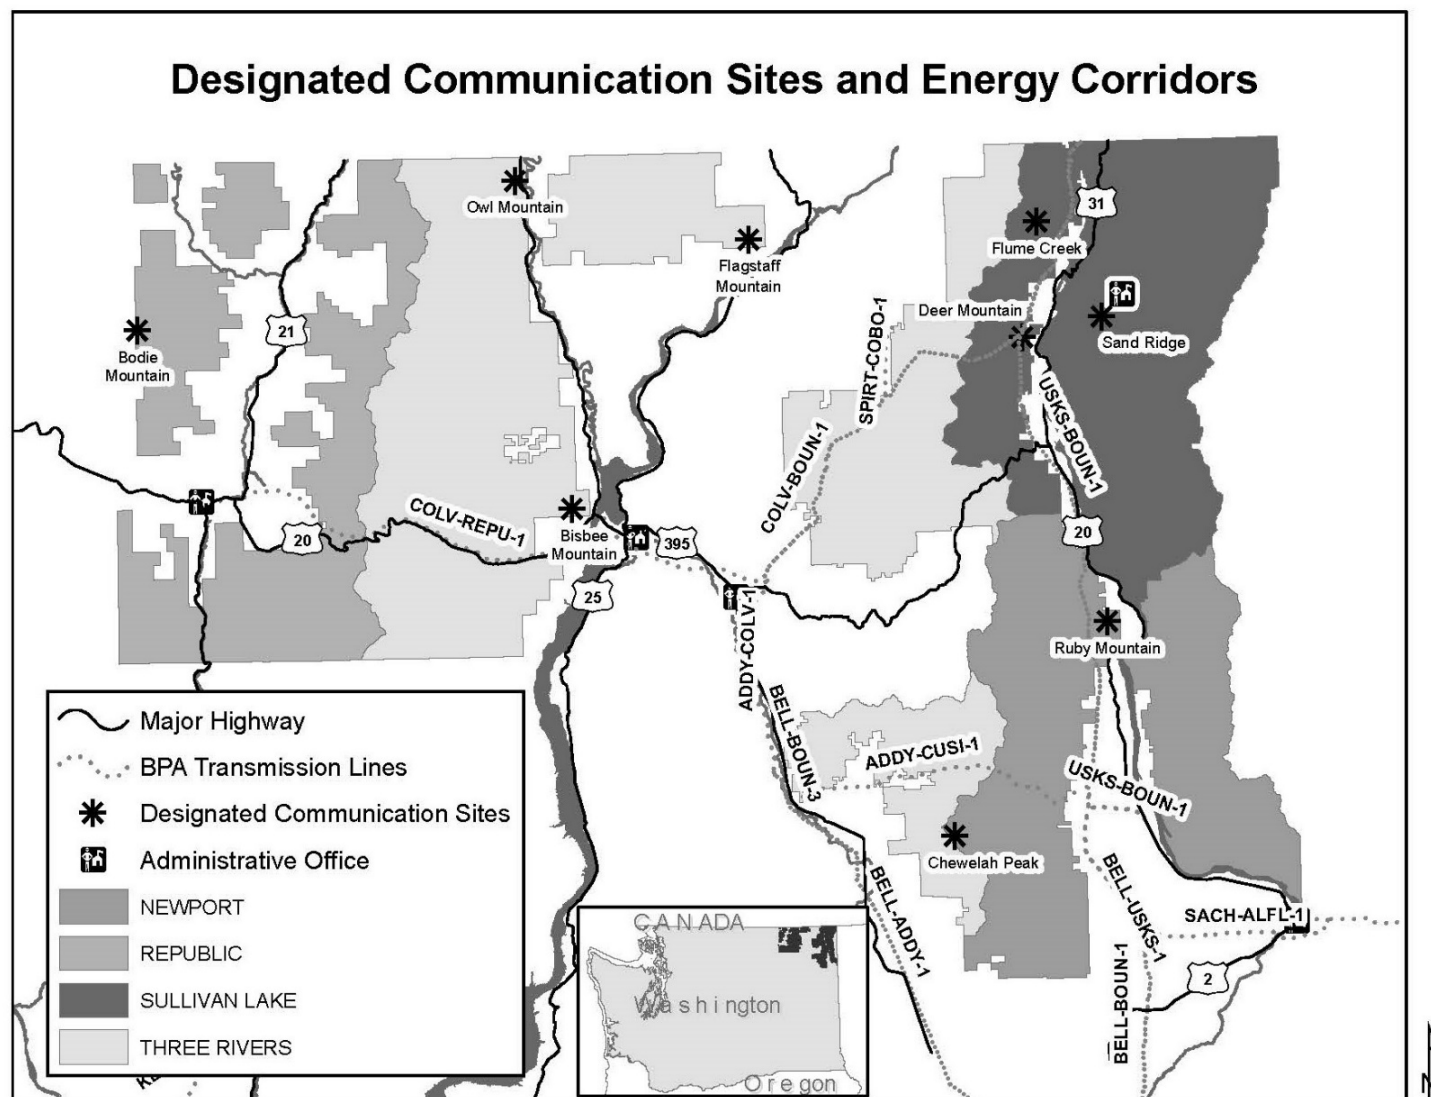 Designated Communication Sites and Energy Corridors
Owl Mountain
31
Flume Creek
Flagstaff
Mountain
Deer Mountain
Sand Ridge
21
Bodie
Mountain
SPIRT-COBO-1
USKS-BOUN-1
COLV-BOUN-1
COLV-REPU-1
20
Bisbee
Mountain
395
20
25
ADDY-COLV-1
Ruby Mountain
BELL-BOUN-3
ADDY-CUSI-1
USKS-BOUN-1
Chewelah Peak
BELL-ADDY-1
BELL-USKS-1
SACH-ALFL-1
BELL-BOUN-1
2
Major Highway
BPA Transmission Lines
Designated Communication Sites
Administrative Office
NEWPORT
REPUBLIC
SULLIVAN LAKE
THREE RIVERS
CANADA
Washington
Oregon